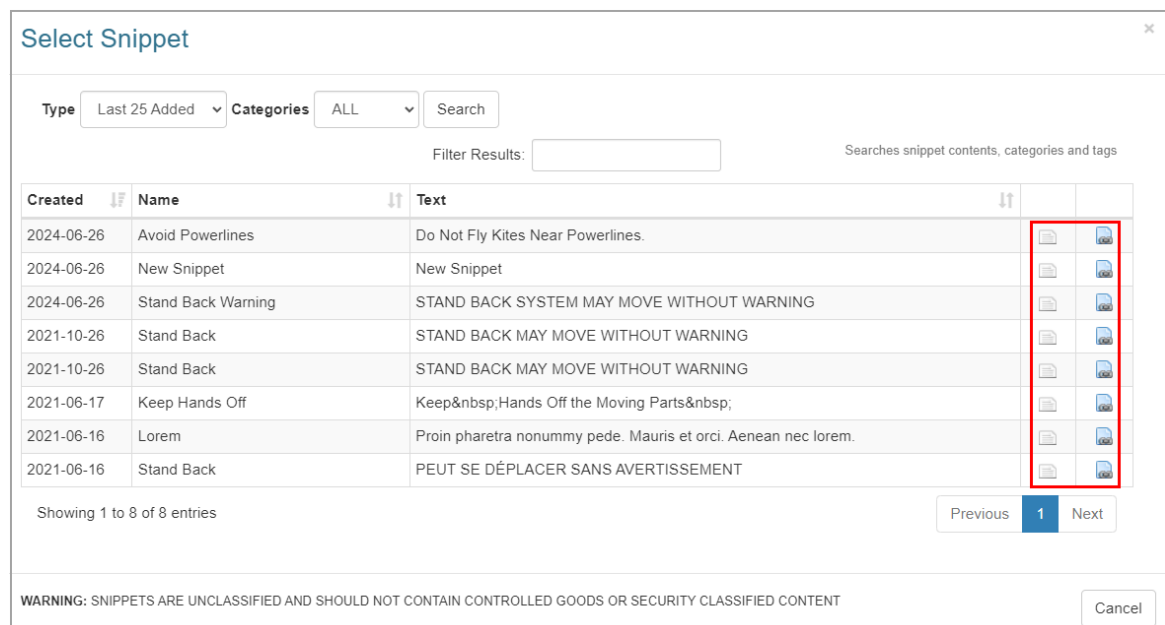 Select Snippet ×
Type Last 25 Added Categories ALL Search
Filter Results: Searches snippet contents, categories and tags
Created Name Text
2024-06-26 Avoid Powerlines Do Not Fly Kites Near Powerlines.
2024-06-26 New Snippet New Snippet
2024-06-26 Stand Back Warning STAND BACK SYSTEM MAY MOVE WITHOUT WARNING
2021-10-26 Stand Back STAND BACK MAY MOVE WITHOUT WARNING
2021-10-26 Stand Back STAND BACK MAY MOVE WITHOUT WARNING
2021-06-17 Keep Hands Off Keep&nbsp;Hands Off the Moving Parts&nbsp;
2021-06-16 Lorem Proin pharetra nonummy pede. Mauris et orci. Aenean nec lorem.
2021-06-16 Stand Back PEUT SE DÉPLACER SANS AVERTISSEMENT
Showing 1 to 8 of 8 entries Previous 1 Next
WARNING: SNIPPETS ARE UNCLASSIFIED AND SHOULD NOT CONTAIN CONTROLLED GOODS OR SECURITY CLASSIFIED CONTENT
Cancel